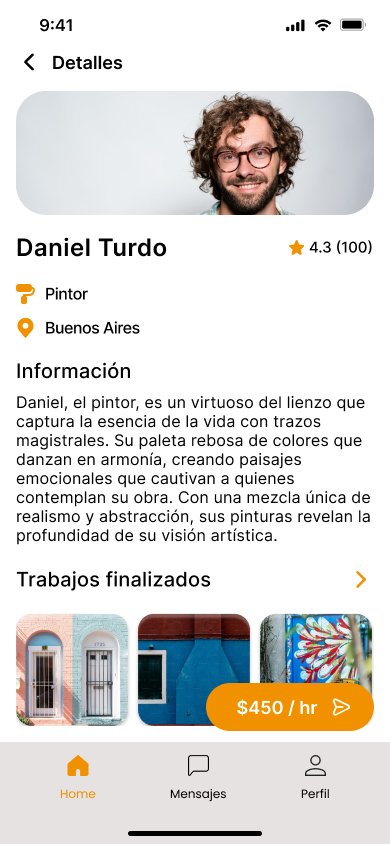 9:41
Detalles
Daniel Turdo
4.3 (100)
Pintor
Buenos Aires
Información
Daniel, el pintor, es un virtuoso del lienzo que
captura la esencia de la vida con trazos
magistrales. Su paleta rebosa de colores que
danzan en armonía, creando paisajes
emocionales que cautivan a quienes
contemplan su obra. Con una mezcla única de
realismo y abstracción, sus pinturas revelan la
profundidad de su visión artística.
Trabajos finalizados
1735
$450 / hr
Home
Mensajes
Perfil